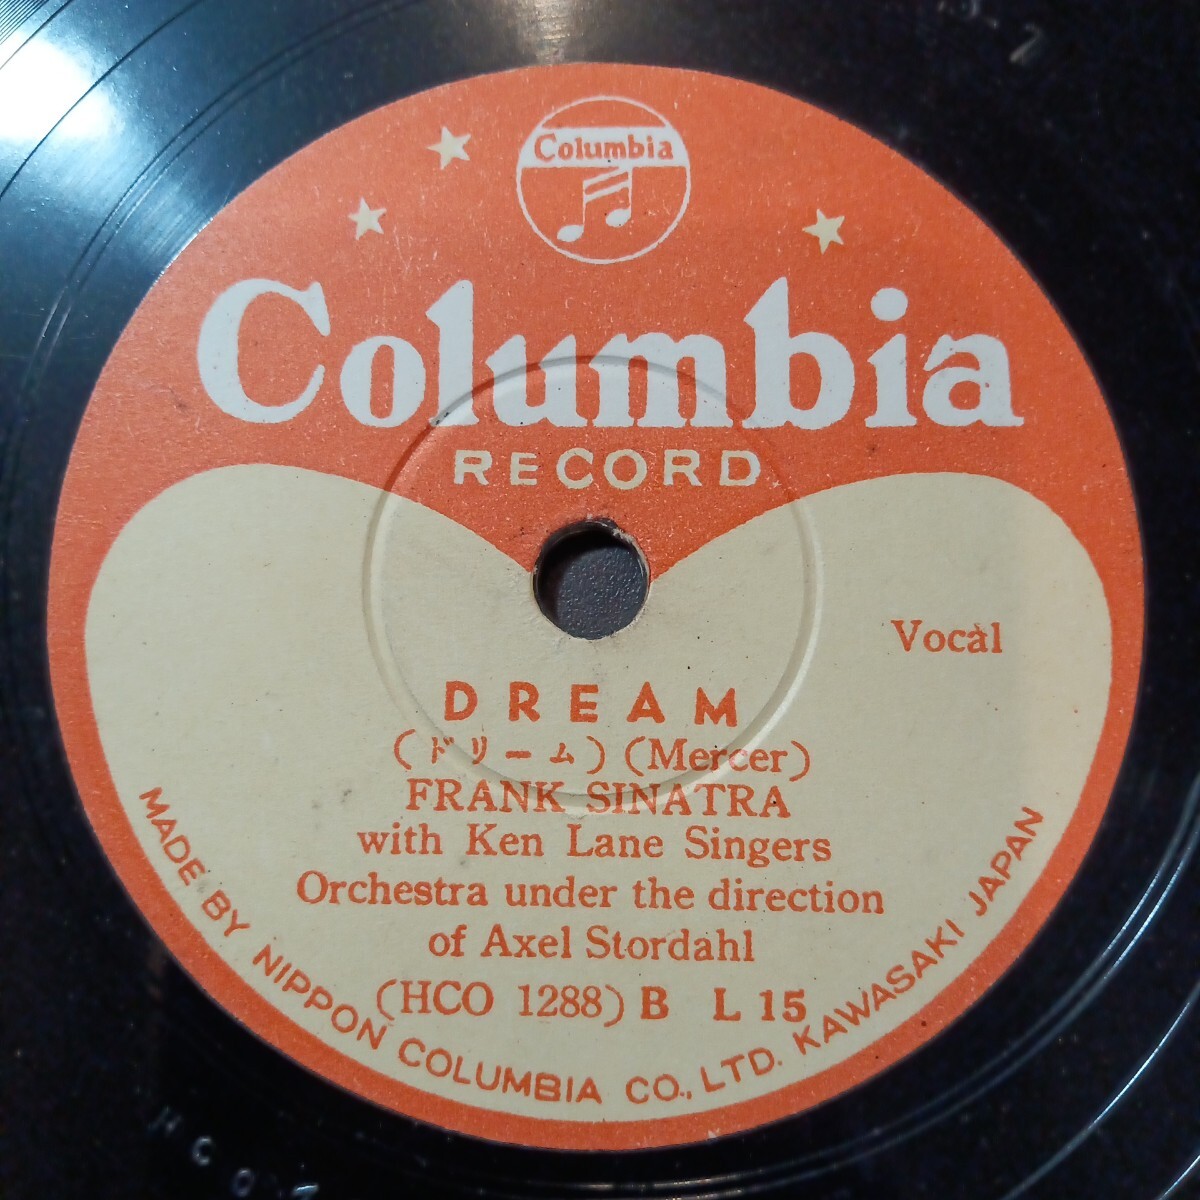 Columbia
Columbia
RECORD
Vocal
DREAM
(ドリーム) (Mercer)
FRANK SINATRA
with Ken Lane Singers
Orchestra under the direction
of Axel Stordahl
(HCO 1288) B L 15
MADE BY NIPPON COLUMBIA CO., LTD. KAWASAKI JAPAN